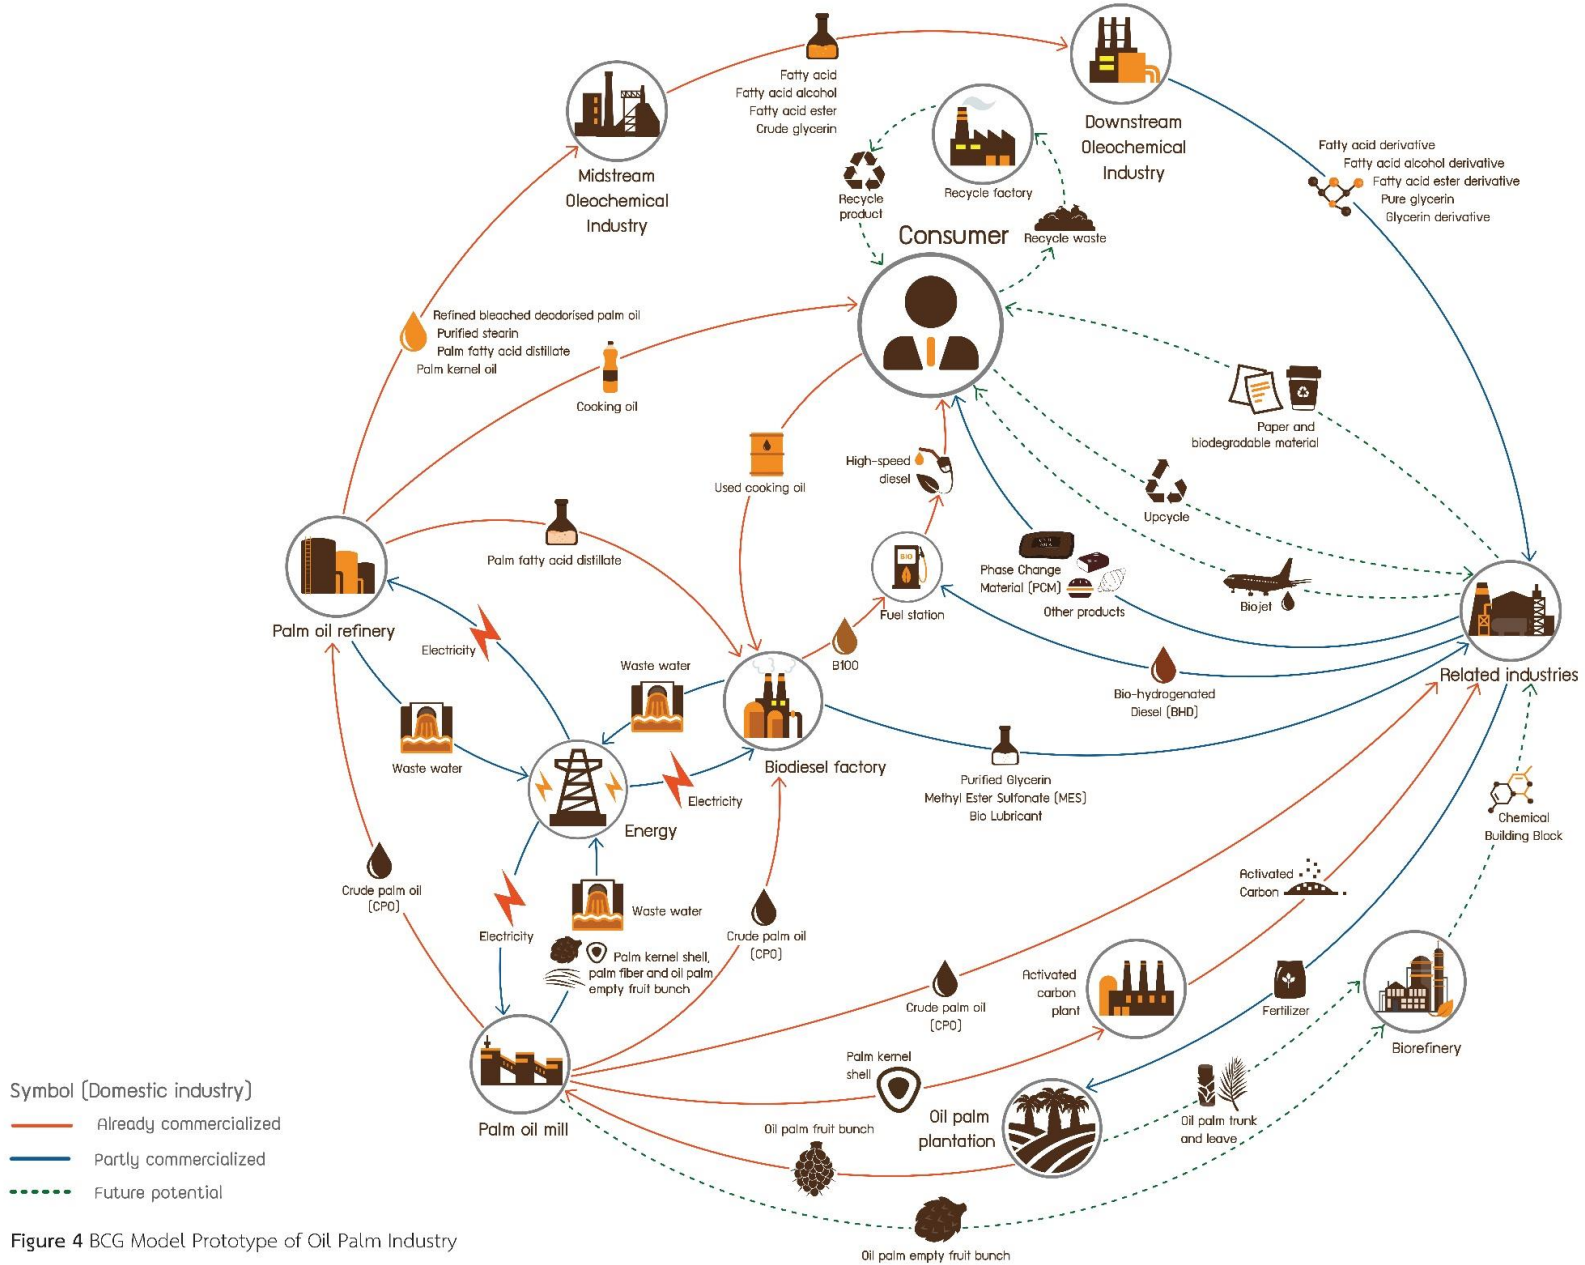 Fatty acid
Fatty acid alcohol
Fatty acid ester
Crude glycerin
Midstream
Oleochemical
Industry
Downstream
Oleochemical
Industry
Fatty acid derivative
Fatty acid alcohol derivative
Fatty acid ester derivative
Pure glycerin
Glycerin derivative
Recycle factory
Recycle
product
Recycle waste
Consumer
Refined bleached deodorised palm oil
Purified stearin
Palm fatty acid distillate
Palm kernel oil
Cooking oil
Paper and
biodegradable material
High-speed
diesel
Used cooking oil
Upcycle
Palm fatty acid distillate
BIO
Fuel station
Phase Change
Material (PCM)
Other products
Biojet
Palm oil refinery
Electricity
Waste water
B100
Related industries
Bio-hydrogenated
Diesel (BHD)
Waste water
Biodiesel factory
Electricity
Energy
Purified Glycerin
Methyl Ester Sulfonate (MES)
Bio Lubricant
Chemical
Building Block
Crude palm oil
(CPO)
Electricity
Waste water
Palm kernel shell,
palm fiber and oil palm
empty fruit bunch
Crude palm oil
(CPO)
Activated
Carbon
Crude palm oil
(CPO)
Activated
carbon
plant
Fertilizer
Biorefinery
Palm kernel
shell
Palm oil mill
Oil palm fruit bunch
Oil palm
plantation
Oil palm trunk
and leave
Oil palm empty fruit bunch
Symbol (Domestic industry)
Already commercialized
Partly commercialized
Future potential
Figure 4 BCG Model Prototype of Oil Palm Industry